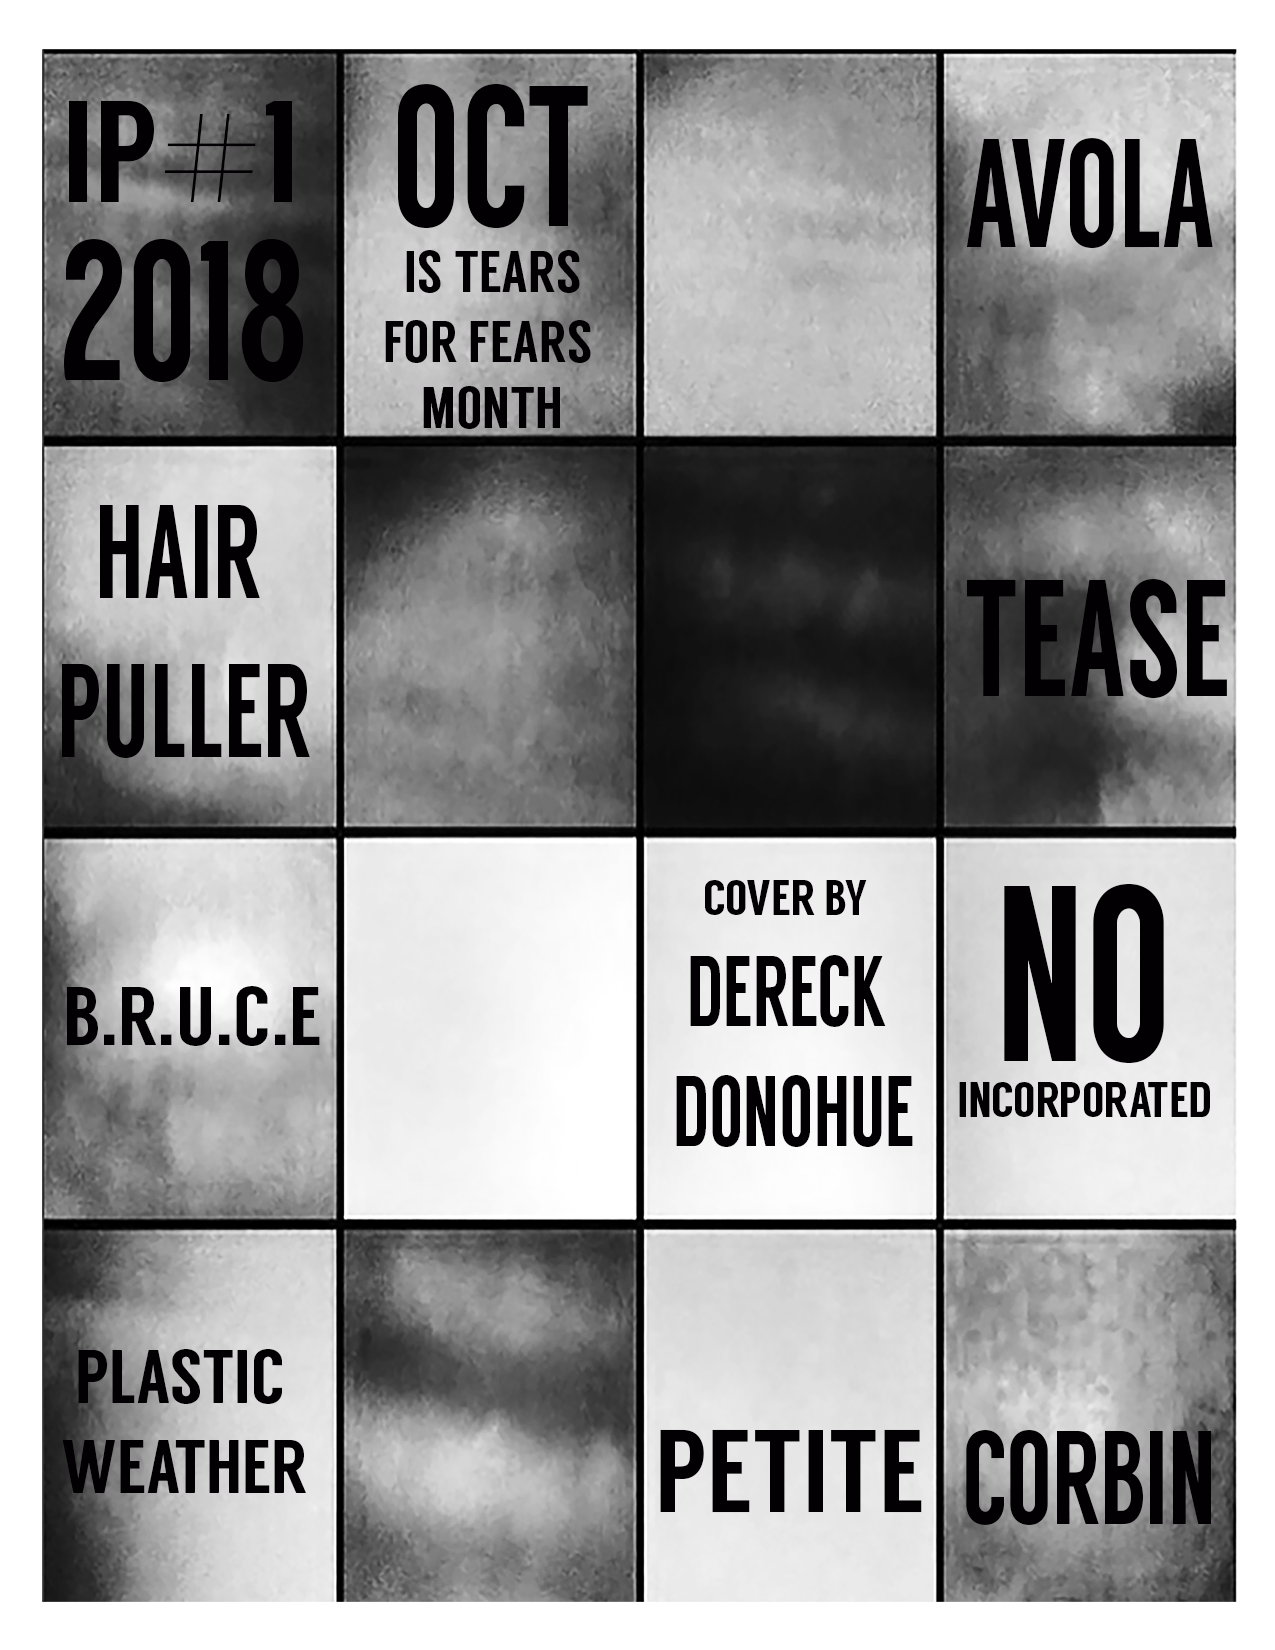 IP #1
2018
OCT
IS TEARS
FOR FEARS
MONTH
AVOLA
HAIR
PULLER
TEASE
B.R.U.C.E
COVER BY
DERECK
DONOHUE
NO
INCORPORATED
PLASTIC
WEATHER
PETITE
CORBIN